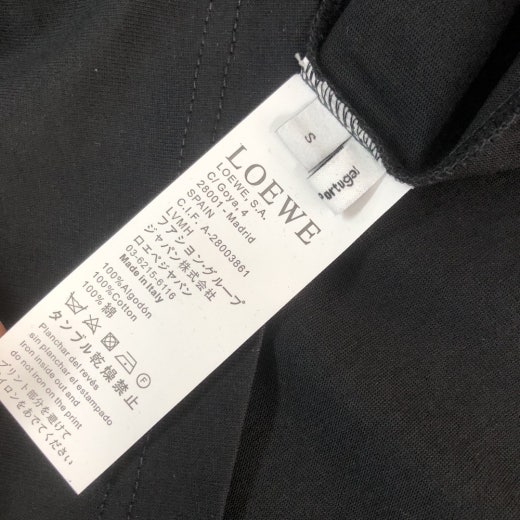 S
Portugal
LOEWE
LOEWE, S.A.
C/ Goya, 4
28001 - Madrid
SPAIN
C.I.F. A-28003861
LVMH
ファション・グループ
ジャパン株式会社
ロエベジャパン
03-6215-6116
Made in Italy
100%Algodón
100%Cotton
100%綿
F
タンブル乾燥禁止
Planchar del revés
sin planchar el estampado
Iron inside out and
do not iron on the print
プリント部分を避けて
イロンをあててください